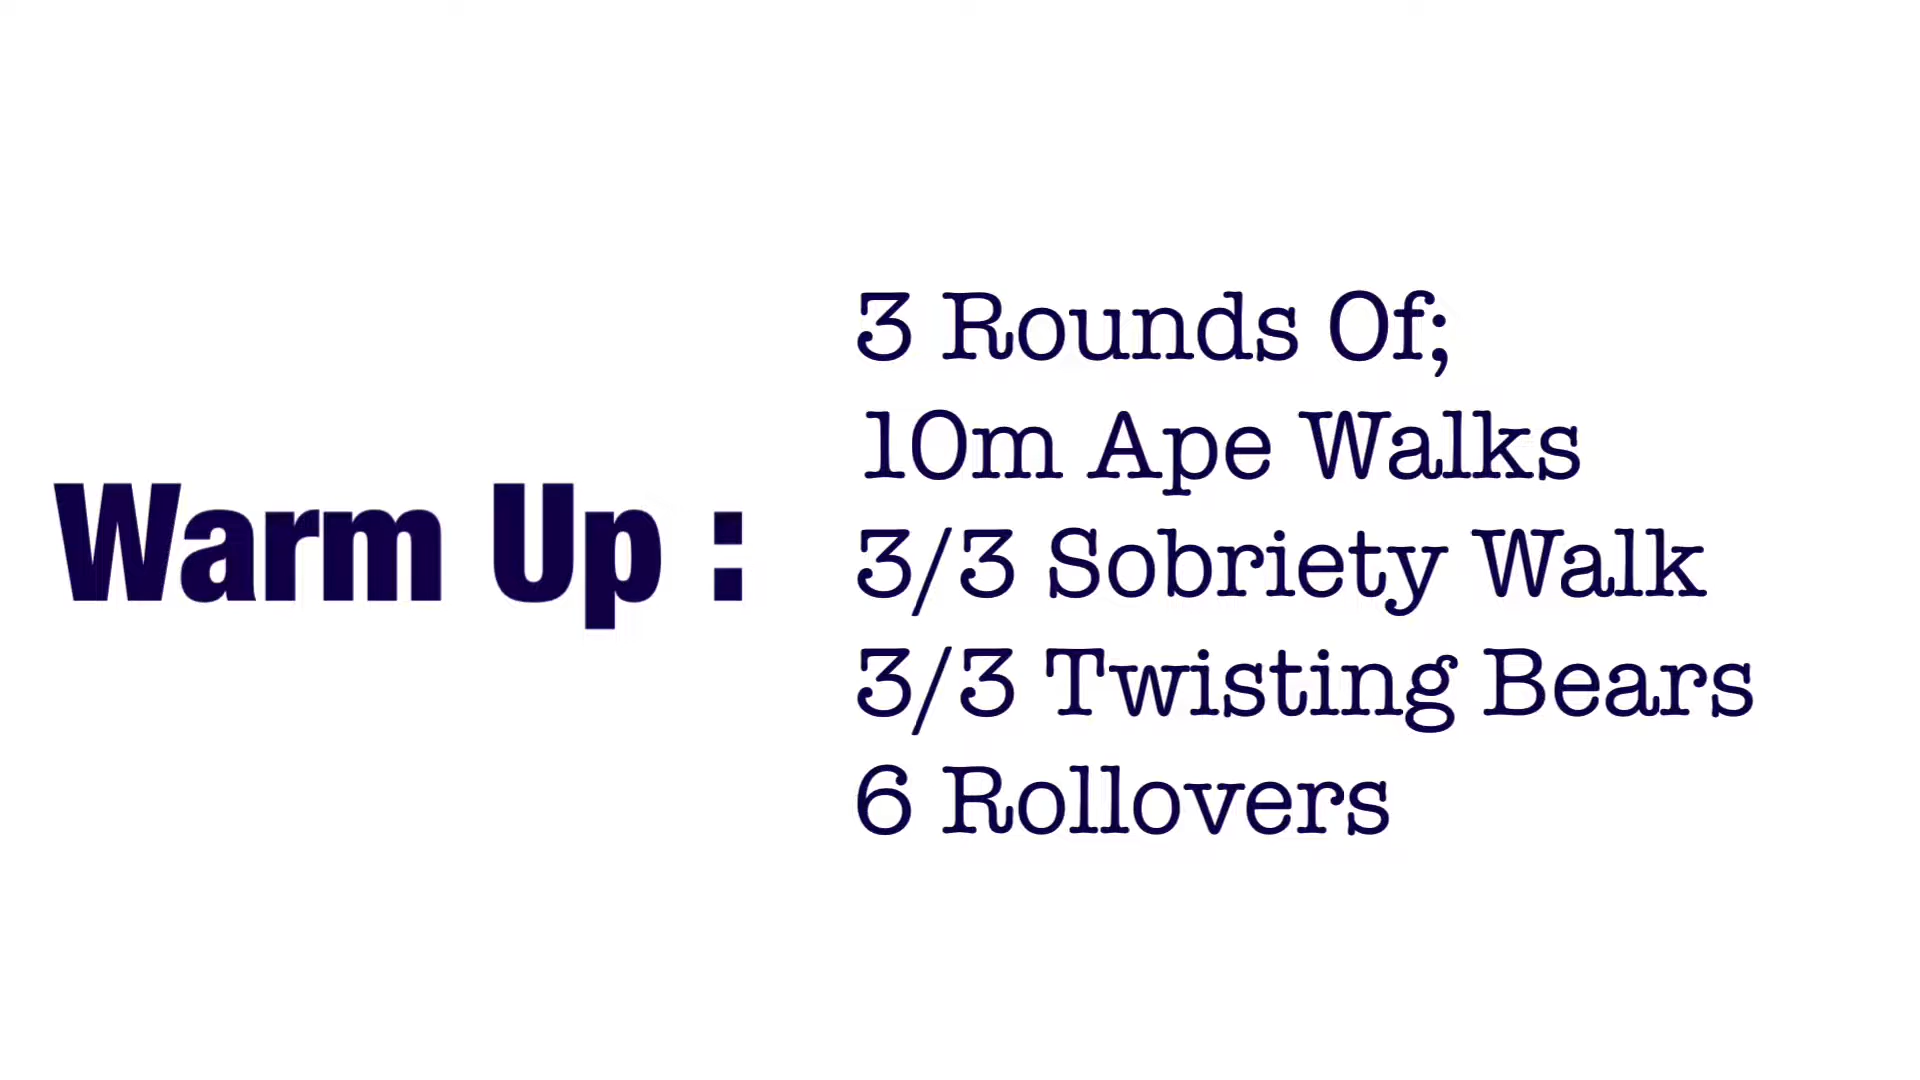 Warm Up :
3 Rounds Of;
10m Ape Walks
3/3 Sobriety Walk
3/3 Twisting Bears
6 Rollovers